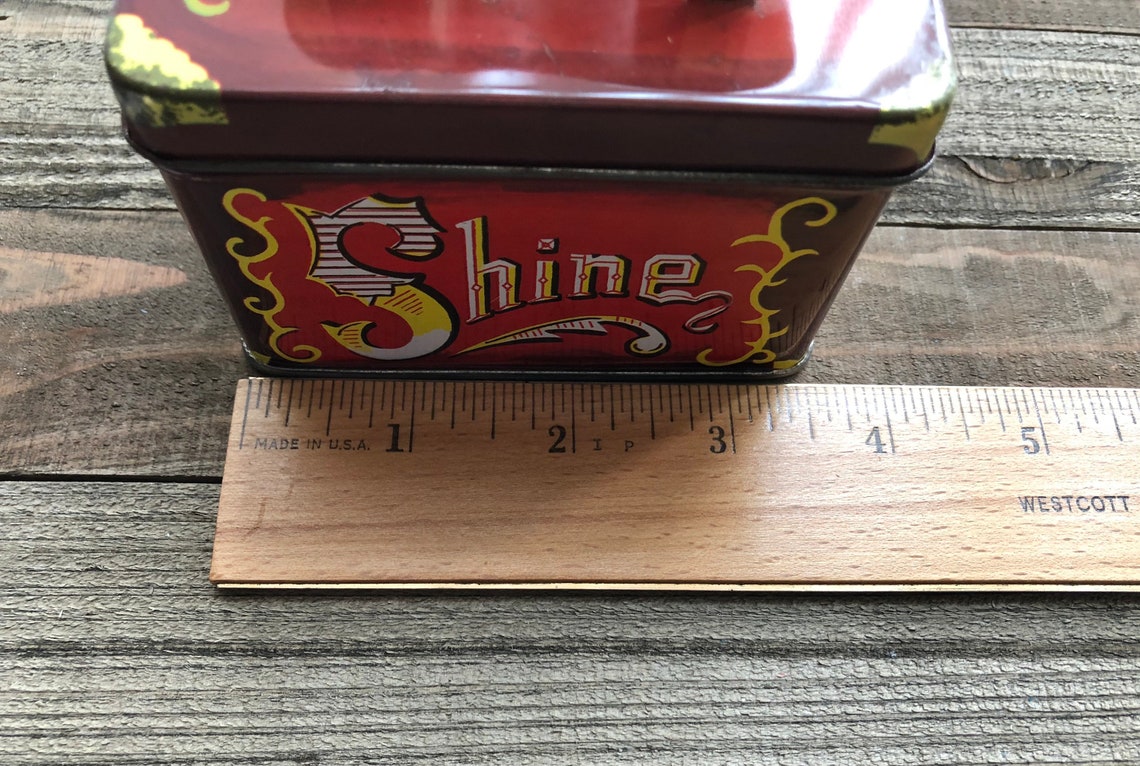 Shine
1 2 3 4 5
MADE IN U.S.A. I P
WESTCOTT